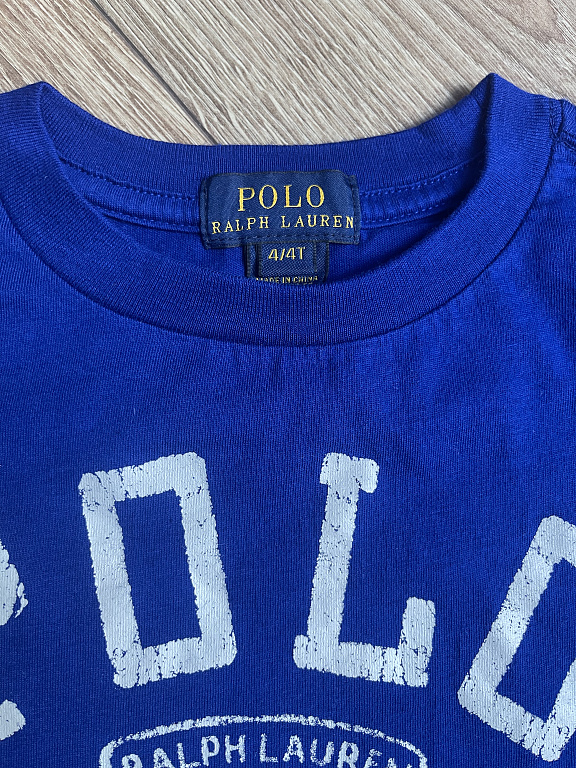 POLO
RALPH LAUREN
4/4T
MADE IN CHINA
POLO
RALPH LAUREN